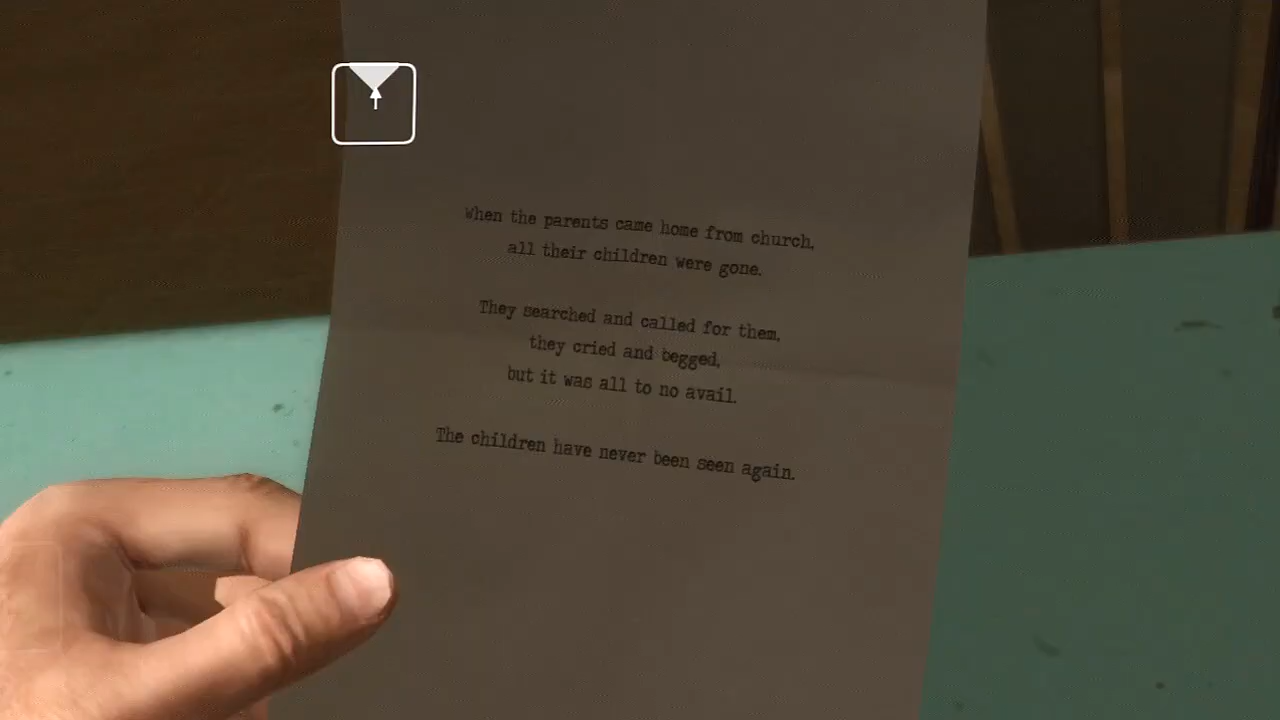 When the parents came home from church,
all their children were gone.
They searched and called for them,
they cried and begged,
but it was all to no avail.
The children have never been seen again.